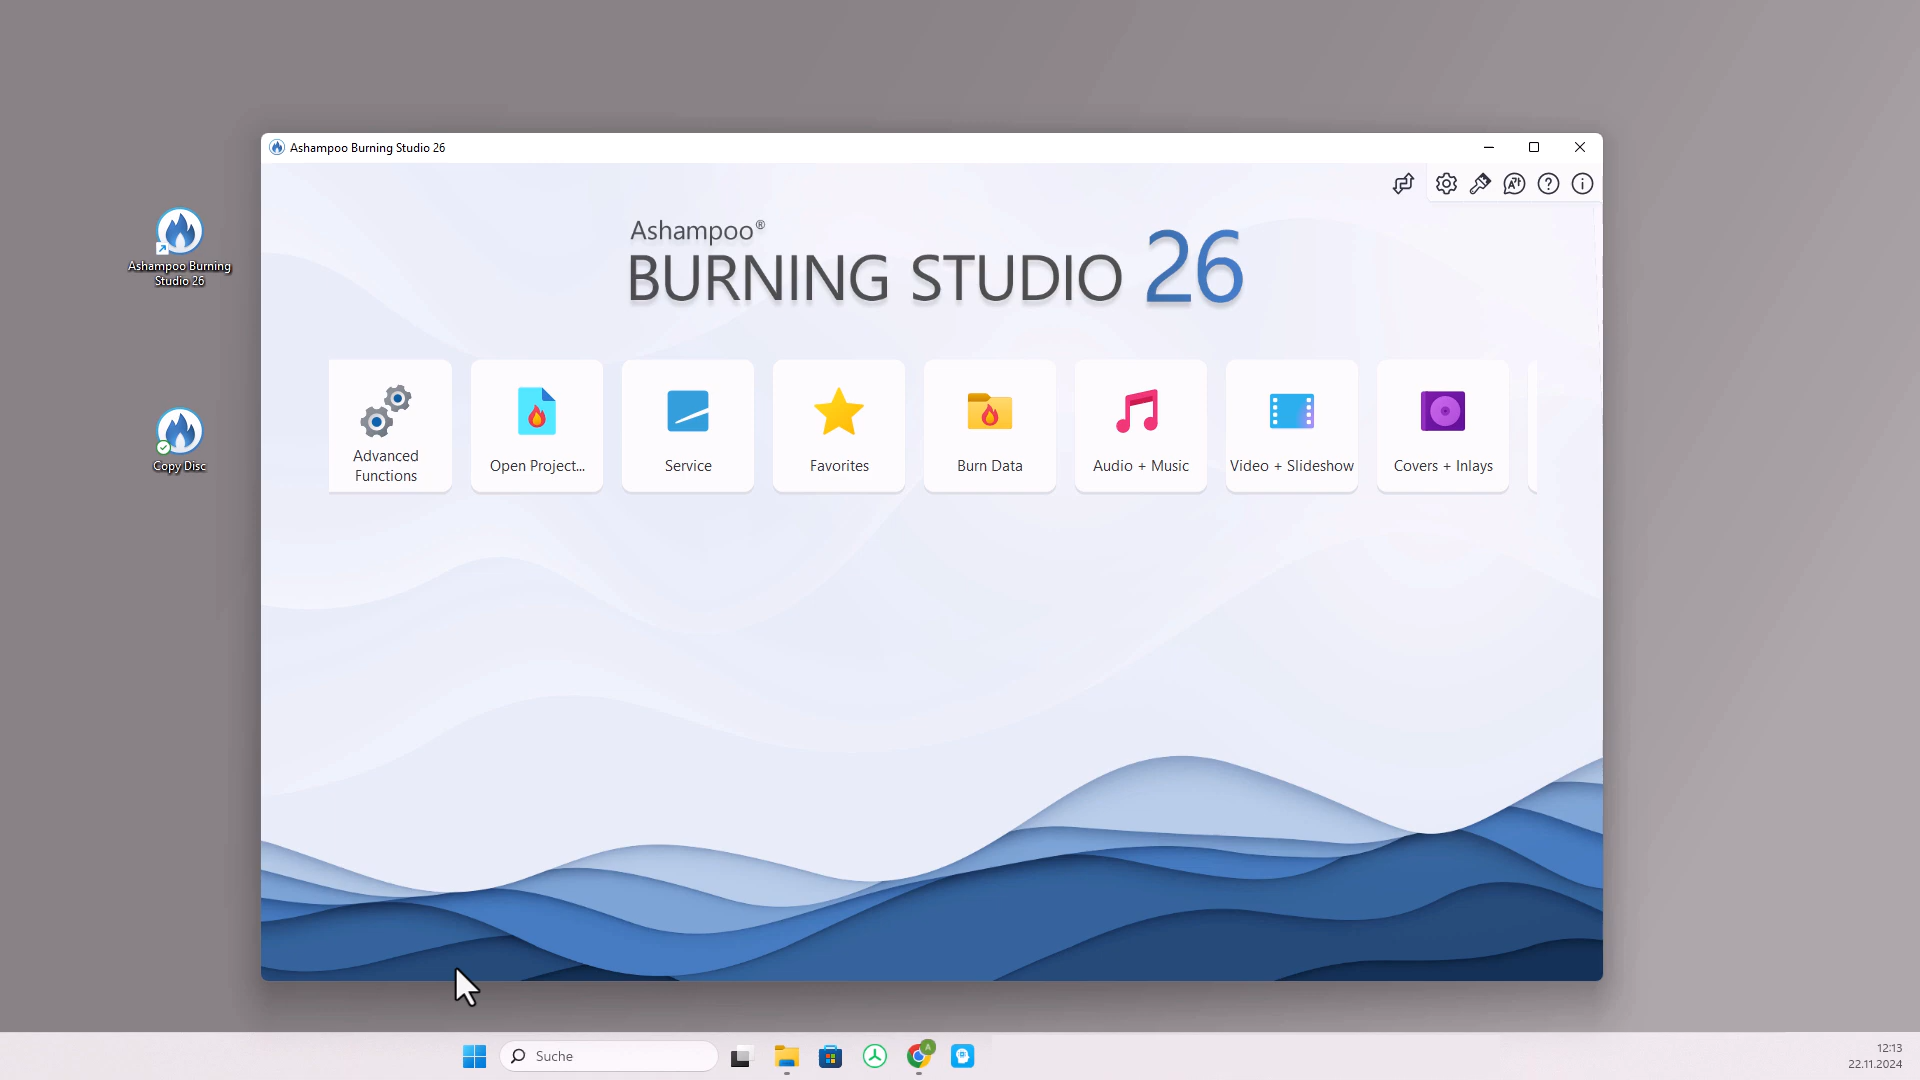 Ashampoo Burning Studio 26
Ashampoo®
BURNING STUDIO 26
Ashampoo Burning
Studio 26
Copy Disc
Advanced
Functions
Open Project...
Service
Favorites
Burn Data
Audio + Music
Video + Slideshow
Covers + Inlays
Suche
A
12:13
22.11.2024